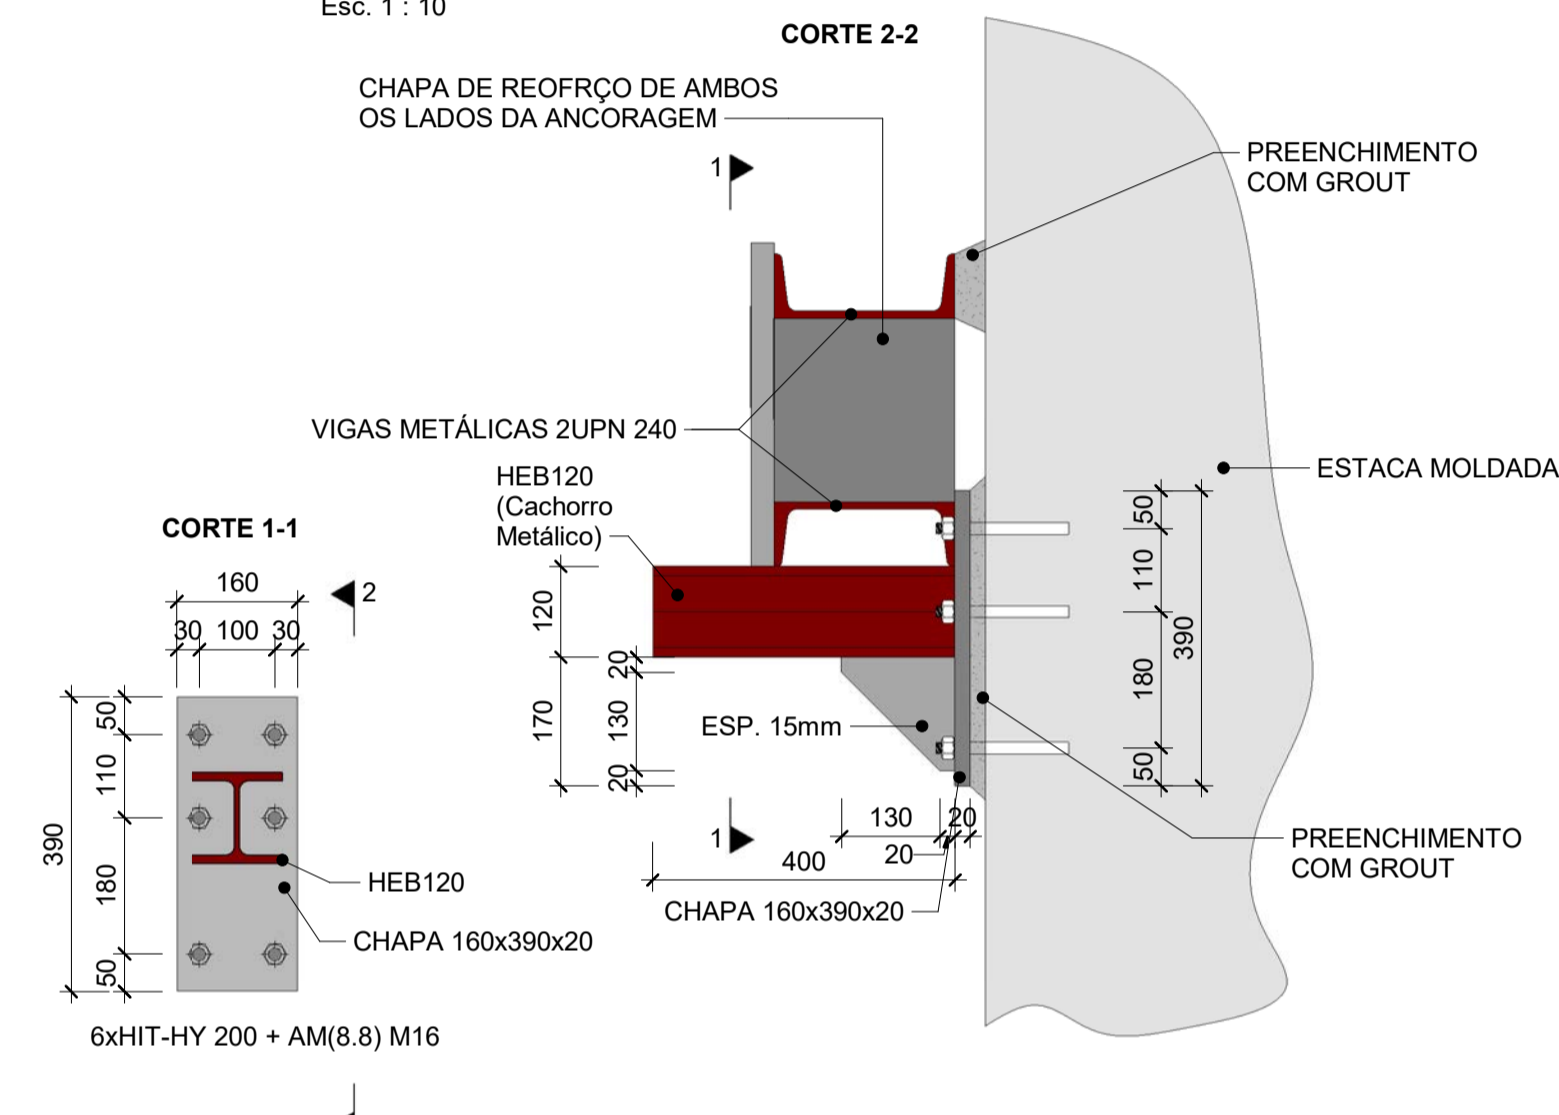 Esc. 1 : 10
CORTE 2-2
CHAPA DE REOFRÇO DE AMBOS
OS LADOS DA ANCORAGEM
1
PREENCHIMENTO
COM GROUT
VIGAS METÁLICAS 2UPN 240
HEB120
(Cachorro
Metálico)
ESTACA MOLDADA
120
170
20
130
20
ESP. 15mm
50
110
180
50
390
1
130
20
20
400
CHAPA 160x390x20
PREENCHIMENTO
COM GROUT
CORTE 1-1
160
2
30
100
30
50
110
180
50
390
HEB120
CHAPA 160x390x20
6xHIT-HY 200 + AM(8.8) M16